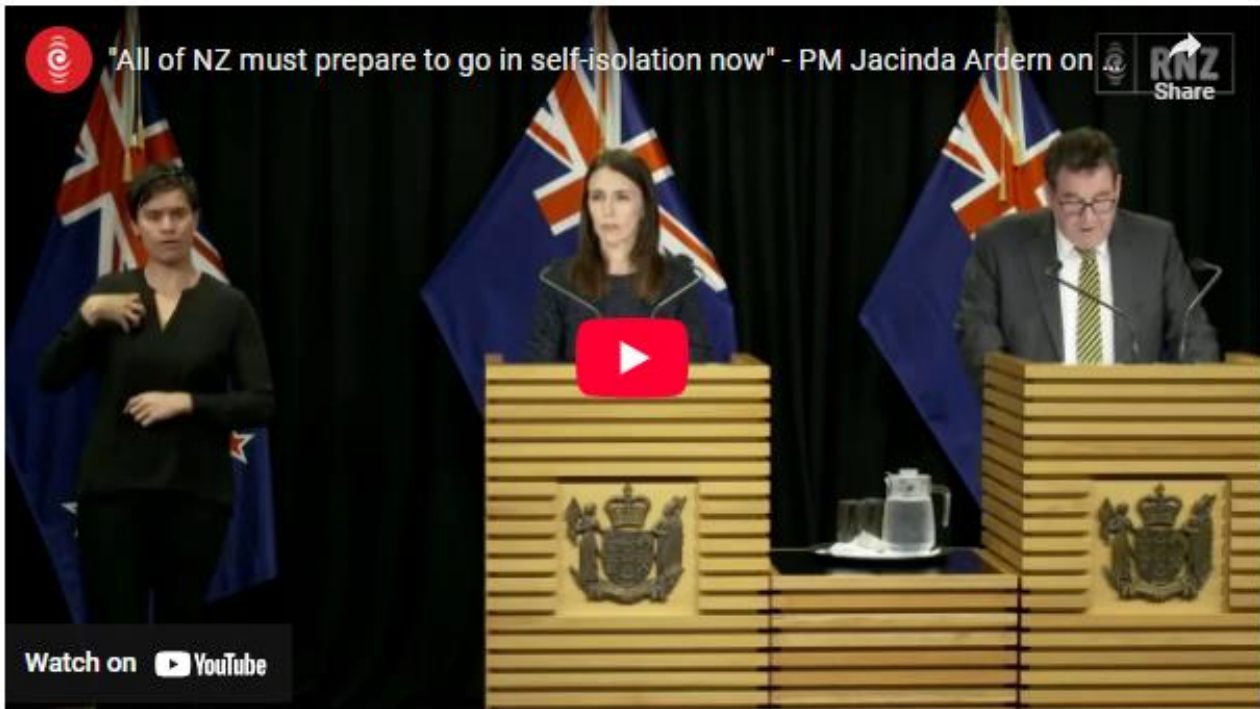 "All of NZ must prepare to go in self-isolation now" - PM Jacinda Ardern on ...
RNZ
Share
Watch on YouTube